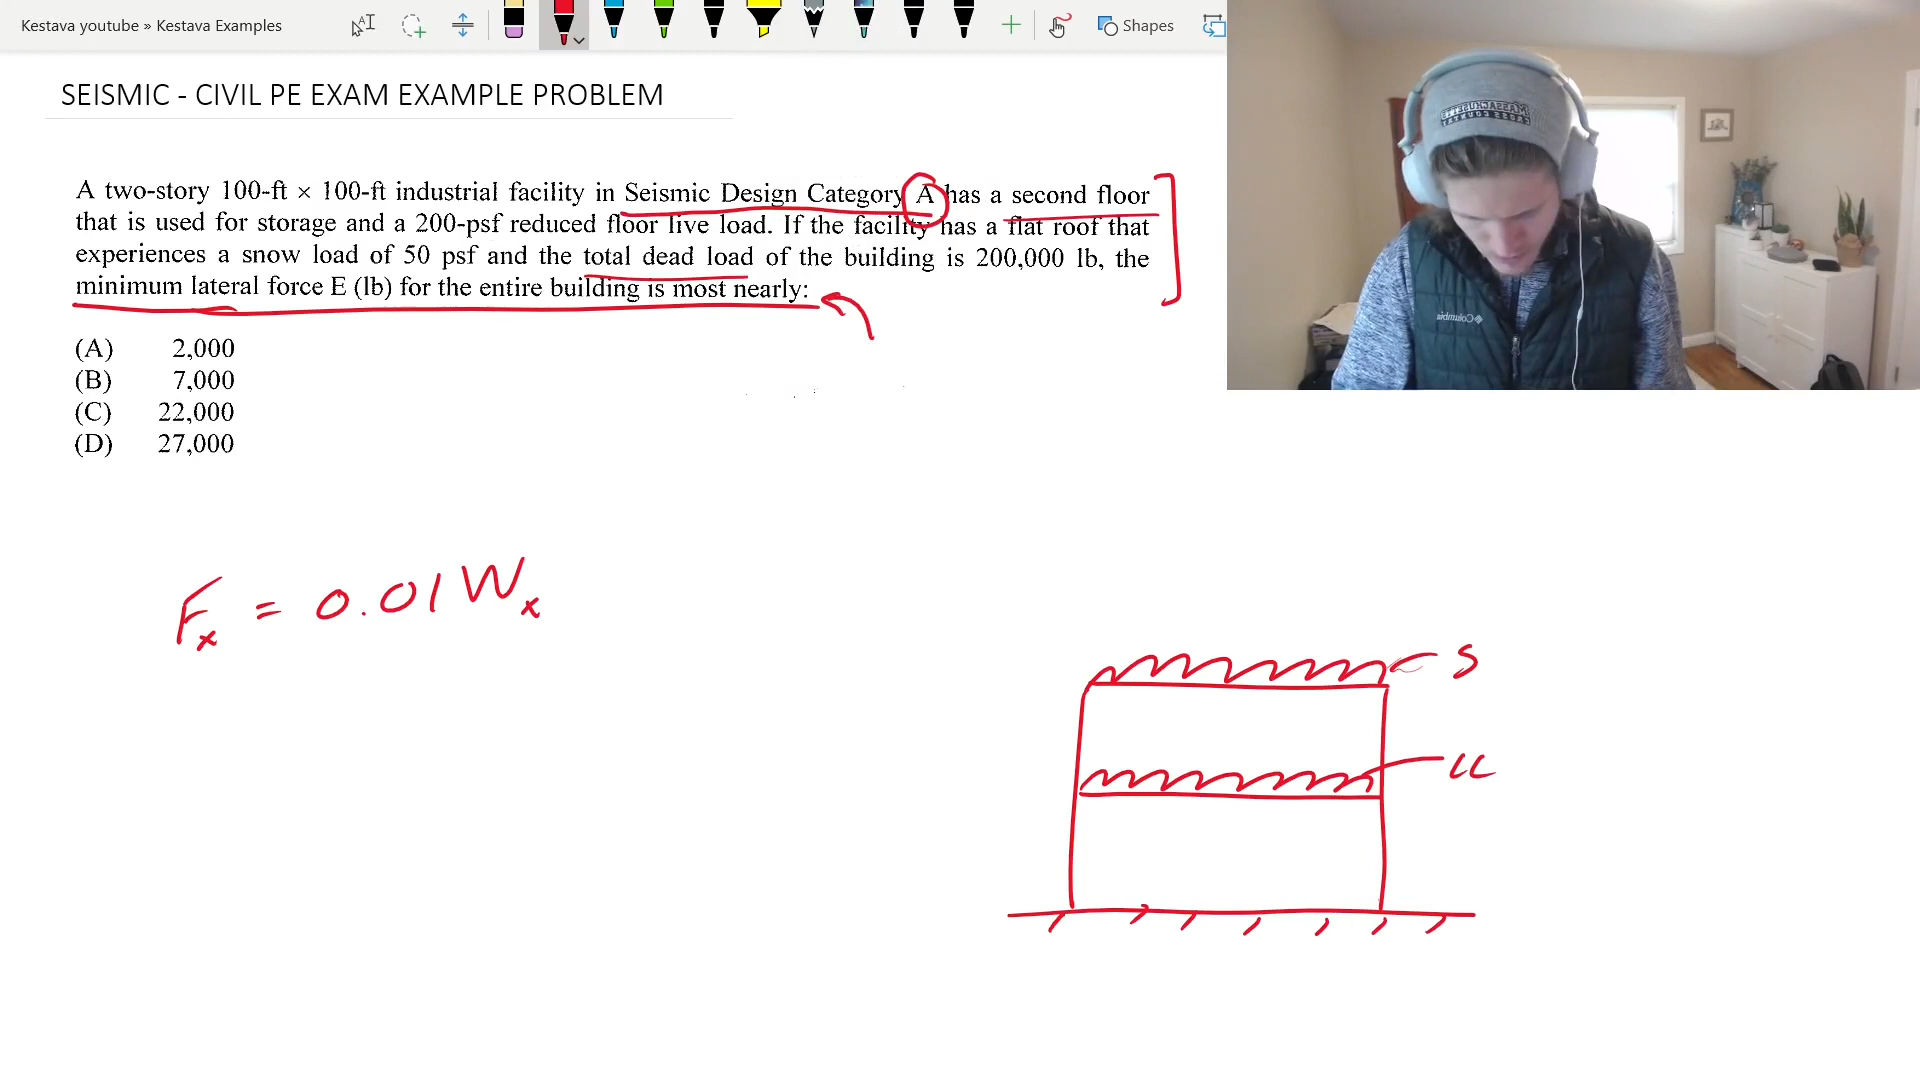 Kestava youtube » Kestava Examples
Shapes
SEISMIC - CIVIL PE EXAM EXAMPLE PROBLEM
A two-story 100-ft × 100-ft industrial facility in Seismic Design Category A has a second floor
that is used for storage and a 200-psf reduced floor live load. If the facility has a flat roof that
experiences a snow load of 50 psf and the total dead load of the building is 200,000 lb, the
minimum lateral force E (lb) for the entire building is most nearly:
(A) 2,000
(B) 7,000
(C) 22,000
(D) 27,000
Fx = 0.01 Wx
S
LL
MASSACHUSETTS
CROSS COUNTRY
Columbia